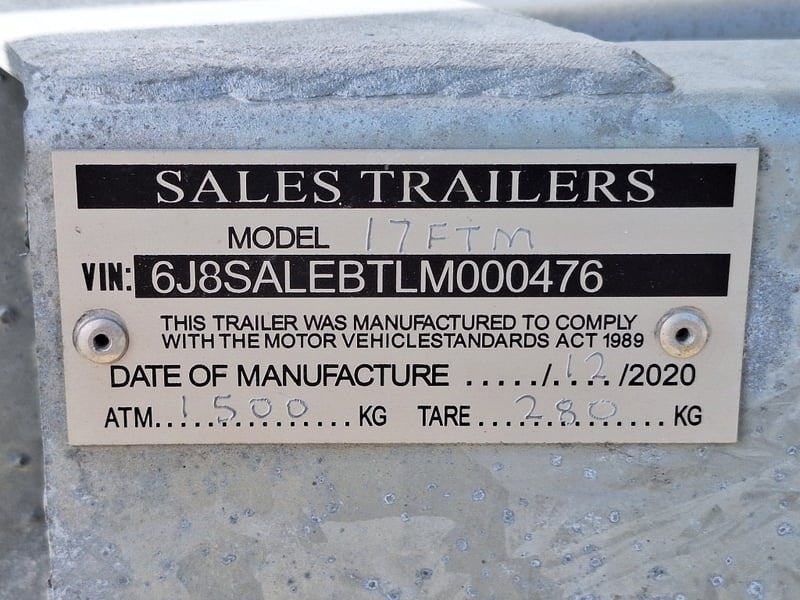 SALES TRAILERS
MODEL 17FTM
VIN: 6J8SALEBTLM000476
THIS TRAILER WAS MANUFACTURED TO COMPLY
WITH THE MOTOR VEHICLESTANDARDS ACT 1989
DATE OF MANUFACTURE ...../.12./2020
ATM.1500........ KG TARE ...280....... KG